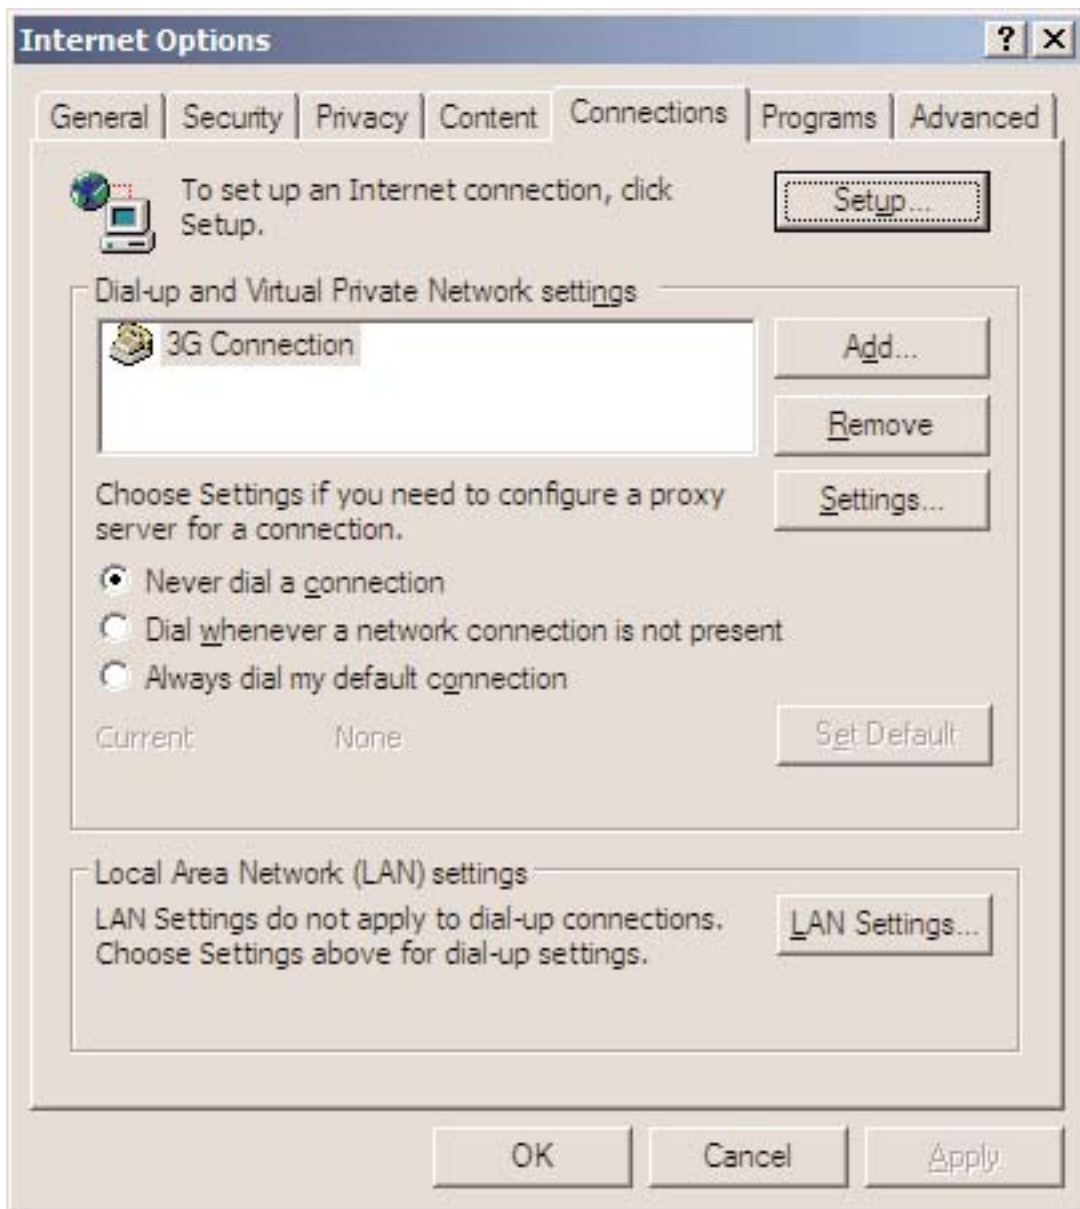 Internet Options
General Security Privacy Content Connections Programs Advanced
To set up an Internet connection, click
Setup.
Setup...
Dial-up and Virtual Private Network settings
3G Connection
Add...
Remove
Choose Settings if you need to configure a proxy
server for a connection.
Settings...
Never dial a connection
Dial whenever a network connection is not present
Always dial my default connection
Current None
Set Default
Local Area Network (LAN) settings
LAN Settings do not apply to dial-up connections.
Choose Settings above for dial-up settings.
LAN Settings...
OK Cancel Apply